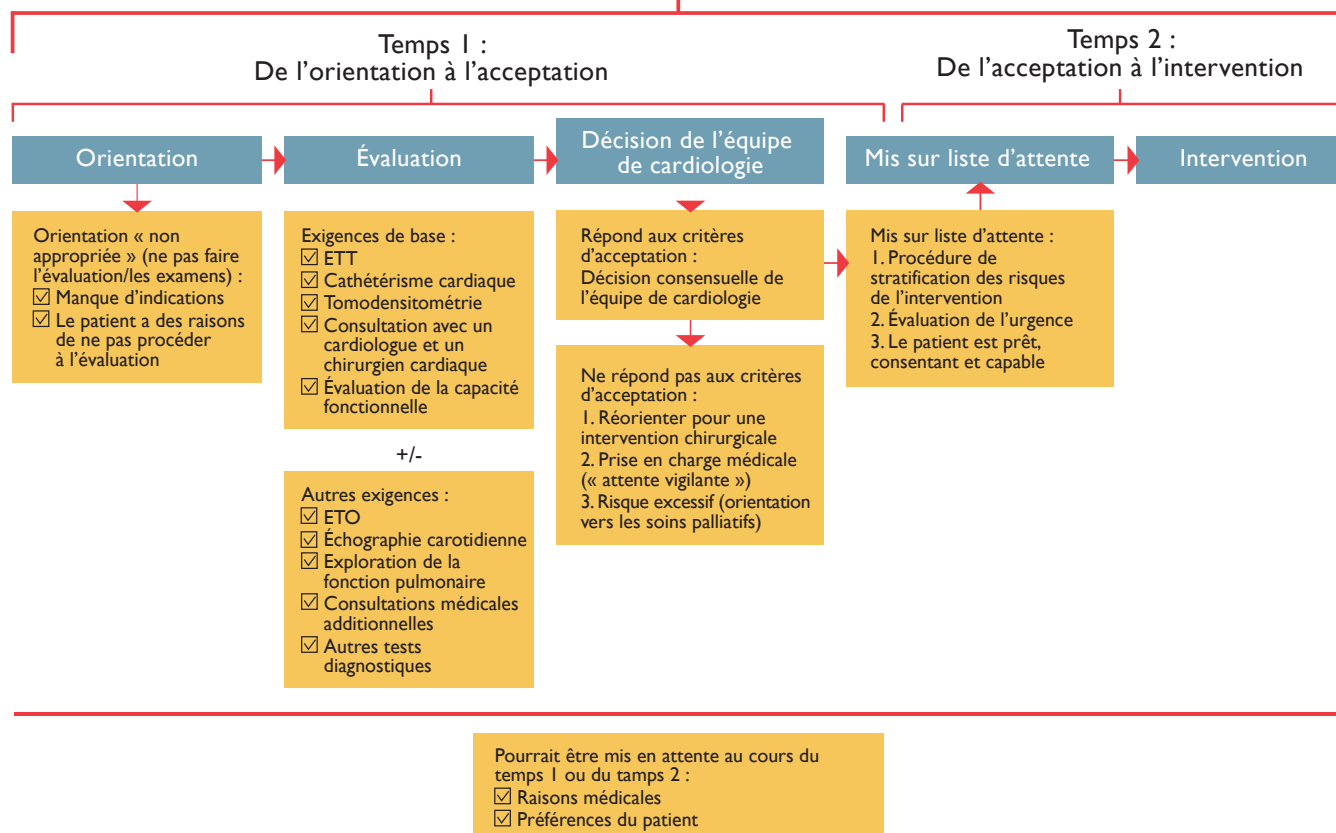 Temps 1 :
De l'orientation à l'acceptation
Temps 2 :
De l'acceptation à l'intervention
Orientation
Évaluation
Décision de l'équipe
de cardiologie
Mis sur liste d'attente
Intervention
Orientation « non
appropriée » (ne pas faire
l'évaluation/les examens) :
☑ Manque d'indications
☑ Le patient a des raisons
de ne pas procéder
à l'évaluation
Exigences de base :
☑ ETT
☑ Cathétérisme cardiaque
☑ Tomodensitométrie
☑ Consultation avec un
cardiologue et un
chirurgien cardiaque
☑ Évaluation de la capacité
fonctionnelle
+/-
Autres exigences :
☑ ETO
☑ Échographie carotidienne
☑ Exploration de la
fonction pulmonaire
☑ Consultations médicales
additionnelles
☑ Autres tests
diagnostiques
Répond aux critères
d'acceptation :
Décision consensuelle de
l'équipe de cardiologie
Ne répond pas aux critères
d'acceptation :
1. Réorienter pour une
intervention chirurgicale
2. Prise en charge médicale
(« attente vigilante »)
3. Risque excessif (orientation
vers les soins palliatifs)
Mis sur liste d'attente :
1. Procédure de
stratification des risques
de l'intervention
2. Évaluation de l'urgence
3. Le patient est prêt,
consentant et capable
Pourrait être mis en attente au cours du
temps 1 ou du tamps 2 :
☑ Raisons médicales
☑ Préférences du patient